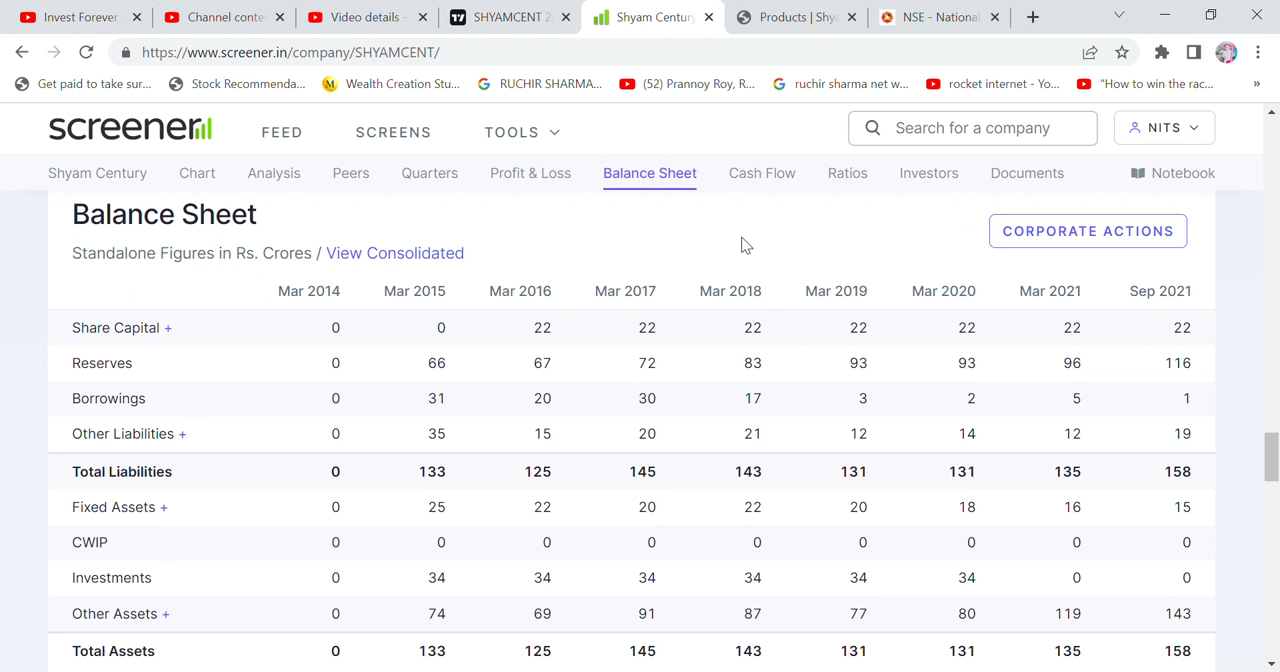 Invest Forever Channel conte Video details - SHYAMCENT 2 Shyam Centur Products | Shy NSE - National
https://www.screener.in/company/SHYAMCENT/
Get paid to take sur... Stock Recommenda... M Wealth Creation Stu... RUCHIR SHARMA... (52) Prannoy Roy, R... ruchir sharma net w... rocket internet - Yo... "How to win the rac... »
screener FEED SCREENS TOOLS Search for a company NITS
Shyam Century Chart Analysis Peers Quarters Profit & Loss Balance Sheet Cash Flow Ratios Investors Documents Notebook
Balance Sheet
CORPORATE ACTIONS
Standalone Figures in Rs. Crores / View Consolidated
Mar 2014 Mar 2015 Mar 2016 Mar 2017 Mar 2018 Mar 2019 Mar 2020 Mar 2021 Sep 2021
Share Capital + 0 0 22 22 22 22 22 22 22
Reserves 0 66 67 72 83 93 93 96 116
Borrowings 0 31 20 30 17 3 2 5 1
Other Liabilities + 0 35 15 20 21 12 14 12 19
Total Liabilities 0 133 125 145 143 131 131 135 158
Fixed Assets + 0 25 22 20 22 20 18 16 15
CWIP 0 0 0 0 0 0 0 0 0
Investments 0 34 34 34 34 34 34 0 0
Other Assets + 0 74 69 91 87 77 80 119 143
Total Assets 0 133 125 145 143 131 131 135 158